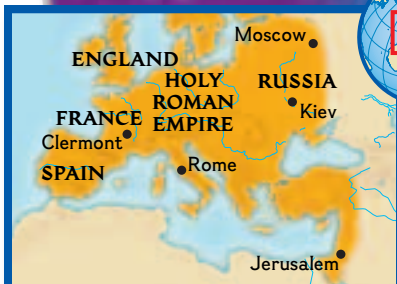 Moscow
ENGLAND
HOLY
ROMAN
EMPIRE
RUSSIA
Kiev
FRANCE
Clermont
SPAIN
Rome
Jerusalem